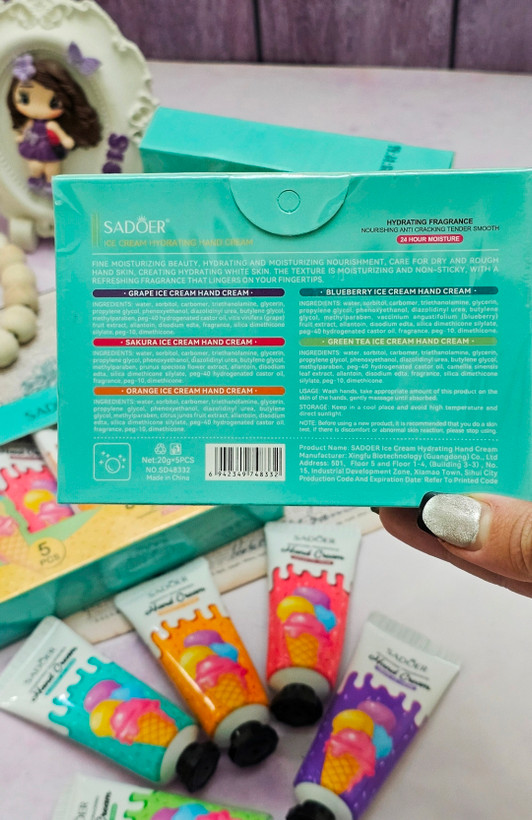 SADOER
ICE CREAM HYDRATING HAND CREAM
HYDRATING FRAGRANCE
NOURISHING ANTI CRACKING TENDER SMOOTH
24 HOUR MOISTURE
FINE MOISTURIZING BEAUTY, HYDRATING AND MOISTURIZING NOURISHMENT, CARE FOR DRY AND ROUGH
HAND SKIN, CREATING HYDRATING WHITE SKIN. THE TEXTURE IS MOISTURIZING AND NON-STICKY, WITH A
REFRESHING FRAGRANCE THAT LINGERS ON YOUR FINGERTIPS.
· GRAPE ICE CREAM HAND CREAM ·
INGREDIENTS: water, sorbitol, carbomer, triethanolamine, glycerin,
propylene glycol, phenoxyethanol, diazolidinyl urea, butylene
glycol, methylparaben, peg-40 hydrogenated castor oil, vitis vinifera (grape)
fruit extract, allantoin, disodium edta, fragrance, silica dimethicone
silylate, peg-10, dimethicone.
· SAKURA ICE CREAM HAND CREAM ·
INGREDIENTS: water, sorbitol, carbomer, triethanolamine, glycerin,
propylene glycol, phenoxyethanol, diazolidinyl urea, butylene glycol,
methylparaben, prunus speciosa flower extract, allantoin, disodium
edta, silica dimethicone silylate, peg-40 hydrogenated castor oil,
fragrance, peg-10, dimethicone.
· ORANGE ICE CREAM HAND CREAM ·
INGREDIENTS: water, sorbitol, carbomer, triethanolamine, glycerin,
propylene glycol, phenoxyethanol, diazolidinyl urea, butylene
glycol, methylparaben, citrus junos fruit extract, allantoin, disodium
edta, silica dimethicone silylate, peg-40 hydrogenated castor oil,
fragrance, peg-10, dimethicone.
· BLUEBERRY ICE CREAM HAND CREAM ·
INGREDIENTS: water, sorbitol, carbomer, triethanolamine, glycerin,
propylene glycol, phenoxyethanol, diazolidinyl urea, butylene
glycol, methylparaben, vaccinium angustifolium (blueberry)
fruit extract, allantoin, disodium edta, silica dimethicone silylate,
peg-40 hydrogenated castor oil, fragrance, peg-10, dimethicone.
· GREEN TEA ICE CREAM HAND CREAM ·
INGREDIENTS: water, sorbitol, carbomer, triethanolamine, glycerin,
propylene glycol, phenoxyethanol, diazolidinyl urea, butylene glycol,
methylparaben, peg-40 hydrogenated castor oil, camellia sinensis
leaf extract, allantoin, disodium edta, fragrance, silica dimethicone
silylate, peg-10, dimethicone.
USAGE: Wash hands, take appropriate amount of this product on the
skin of the hands, gently massage until absorbed.
STORAGE: Keep in a cool place and avoid high temperature and
direct sunlight.
NOTE: Before using a new product, it is recommended that you do a skin
test. If there is discomfort or abnormal skin reaction, please stop using.
Net:20g*5PCS
NO.SD48332
Made in China
6 942349 748332
Product Name: SADOER Ice Cream Hydrating Hand Cream
Manufacturer: Xingfu Biotechnology (Guangdong) Co., Ltd
Address: 601, Floor 5 and Floor 1-4, (Building 3-3), No.
15, Industrial Development Zone, Xiamao Town, Sihui City
Production Code And Expiration Date: Refer To Printed Code
5
PCS
SADOER
Hand Cream
SADOER
Hand Cream
SADOER
Hand Cream
SADOER
Hand Cream